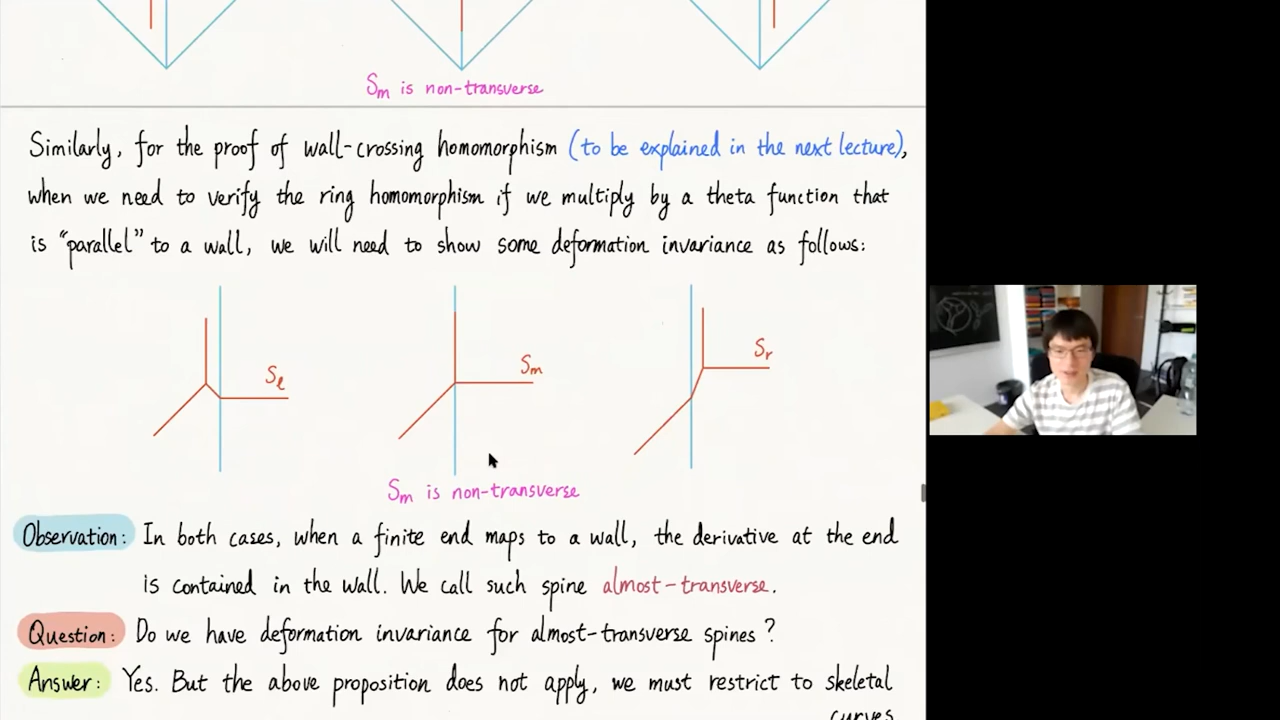 Sm is non-transverse
Similarly, for the proof of wall-crossing homomorphism (to be explained in the next lecture),
when we need to verify the ring homomorphism if we multiply by a theta function that
is "parallel" to a wall, we will need to show some deformation invariance as follows:
Sℓ
Sm
Sr
Sm is non-transverse
Observation: In both cases, when a finite end maps to a wall, the derivative at the end
is contained in the wall. We call such spine almost-transverse.
Question: Do we have deformation invariance for almost-transverse spines?
Answer: Yes. But the above proposition does not apply, we must restrict to skeletal
curves